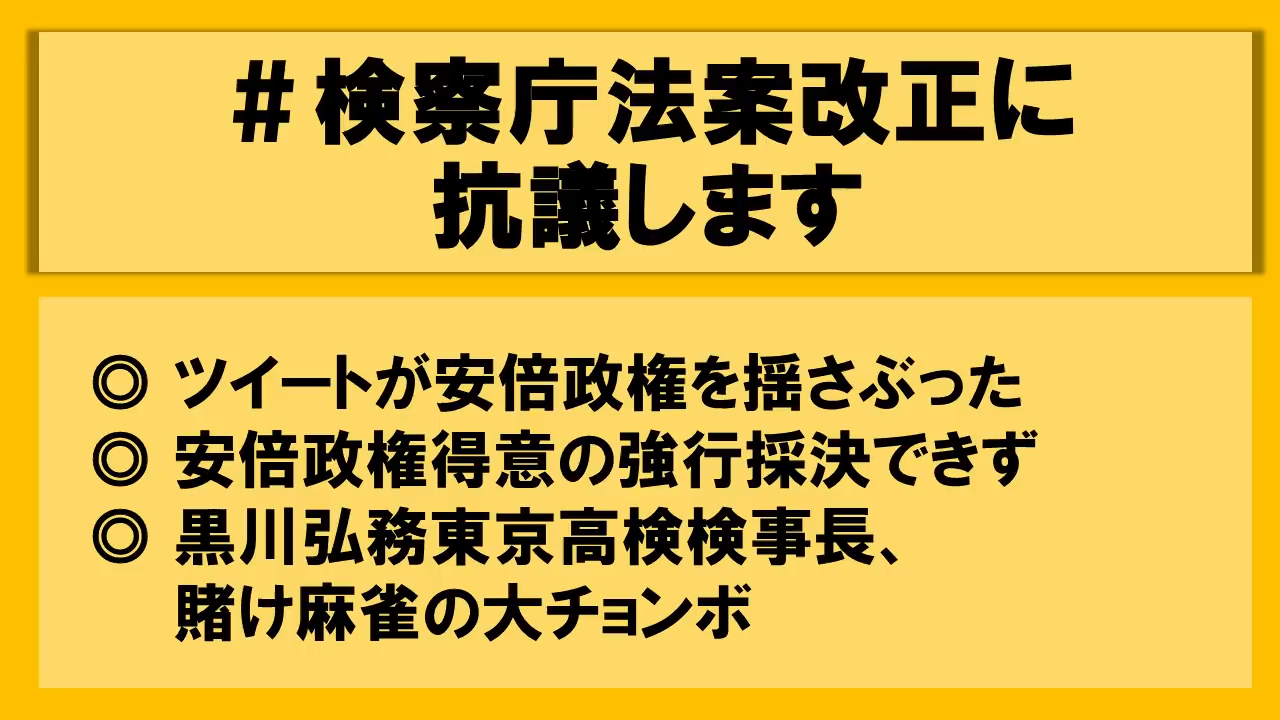 ＃検察庁法案改正に
抗議します
◎ ツイートが安倍政権を揺さぶった
◎ 安倍政権得意の強行採決できず
◎ 黒川弘務東京高検検事長、
賭け麻雀の大チョンボ